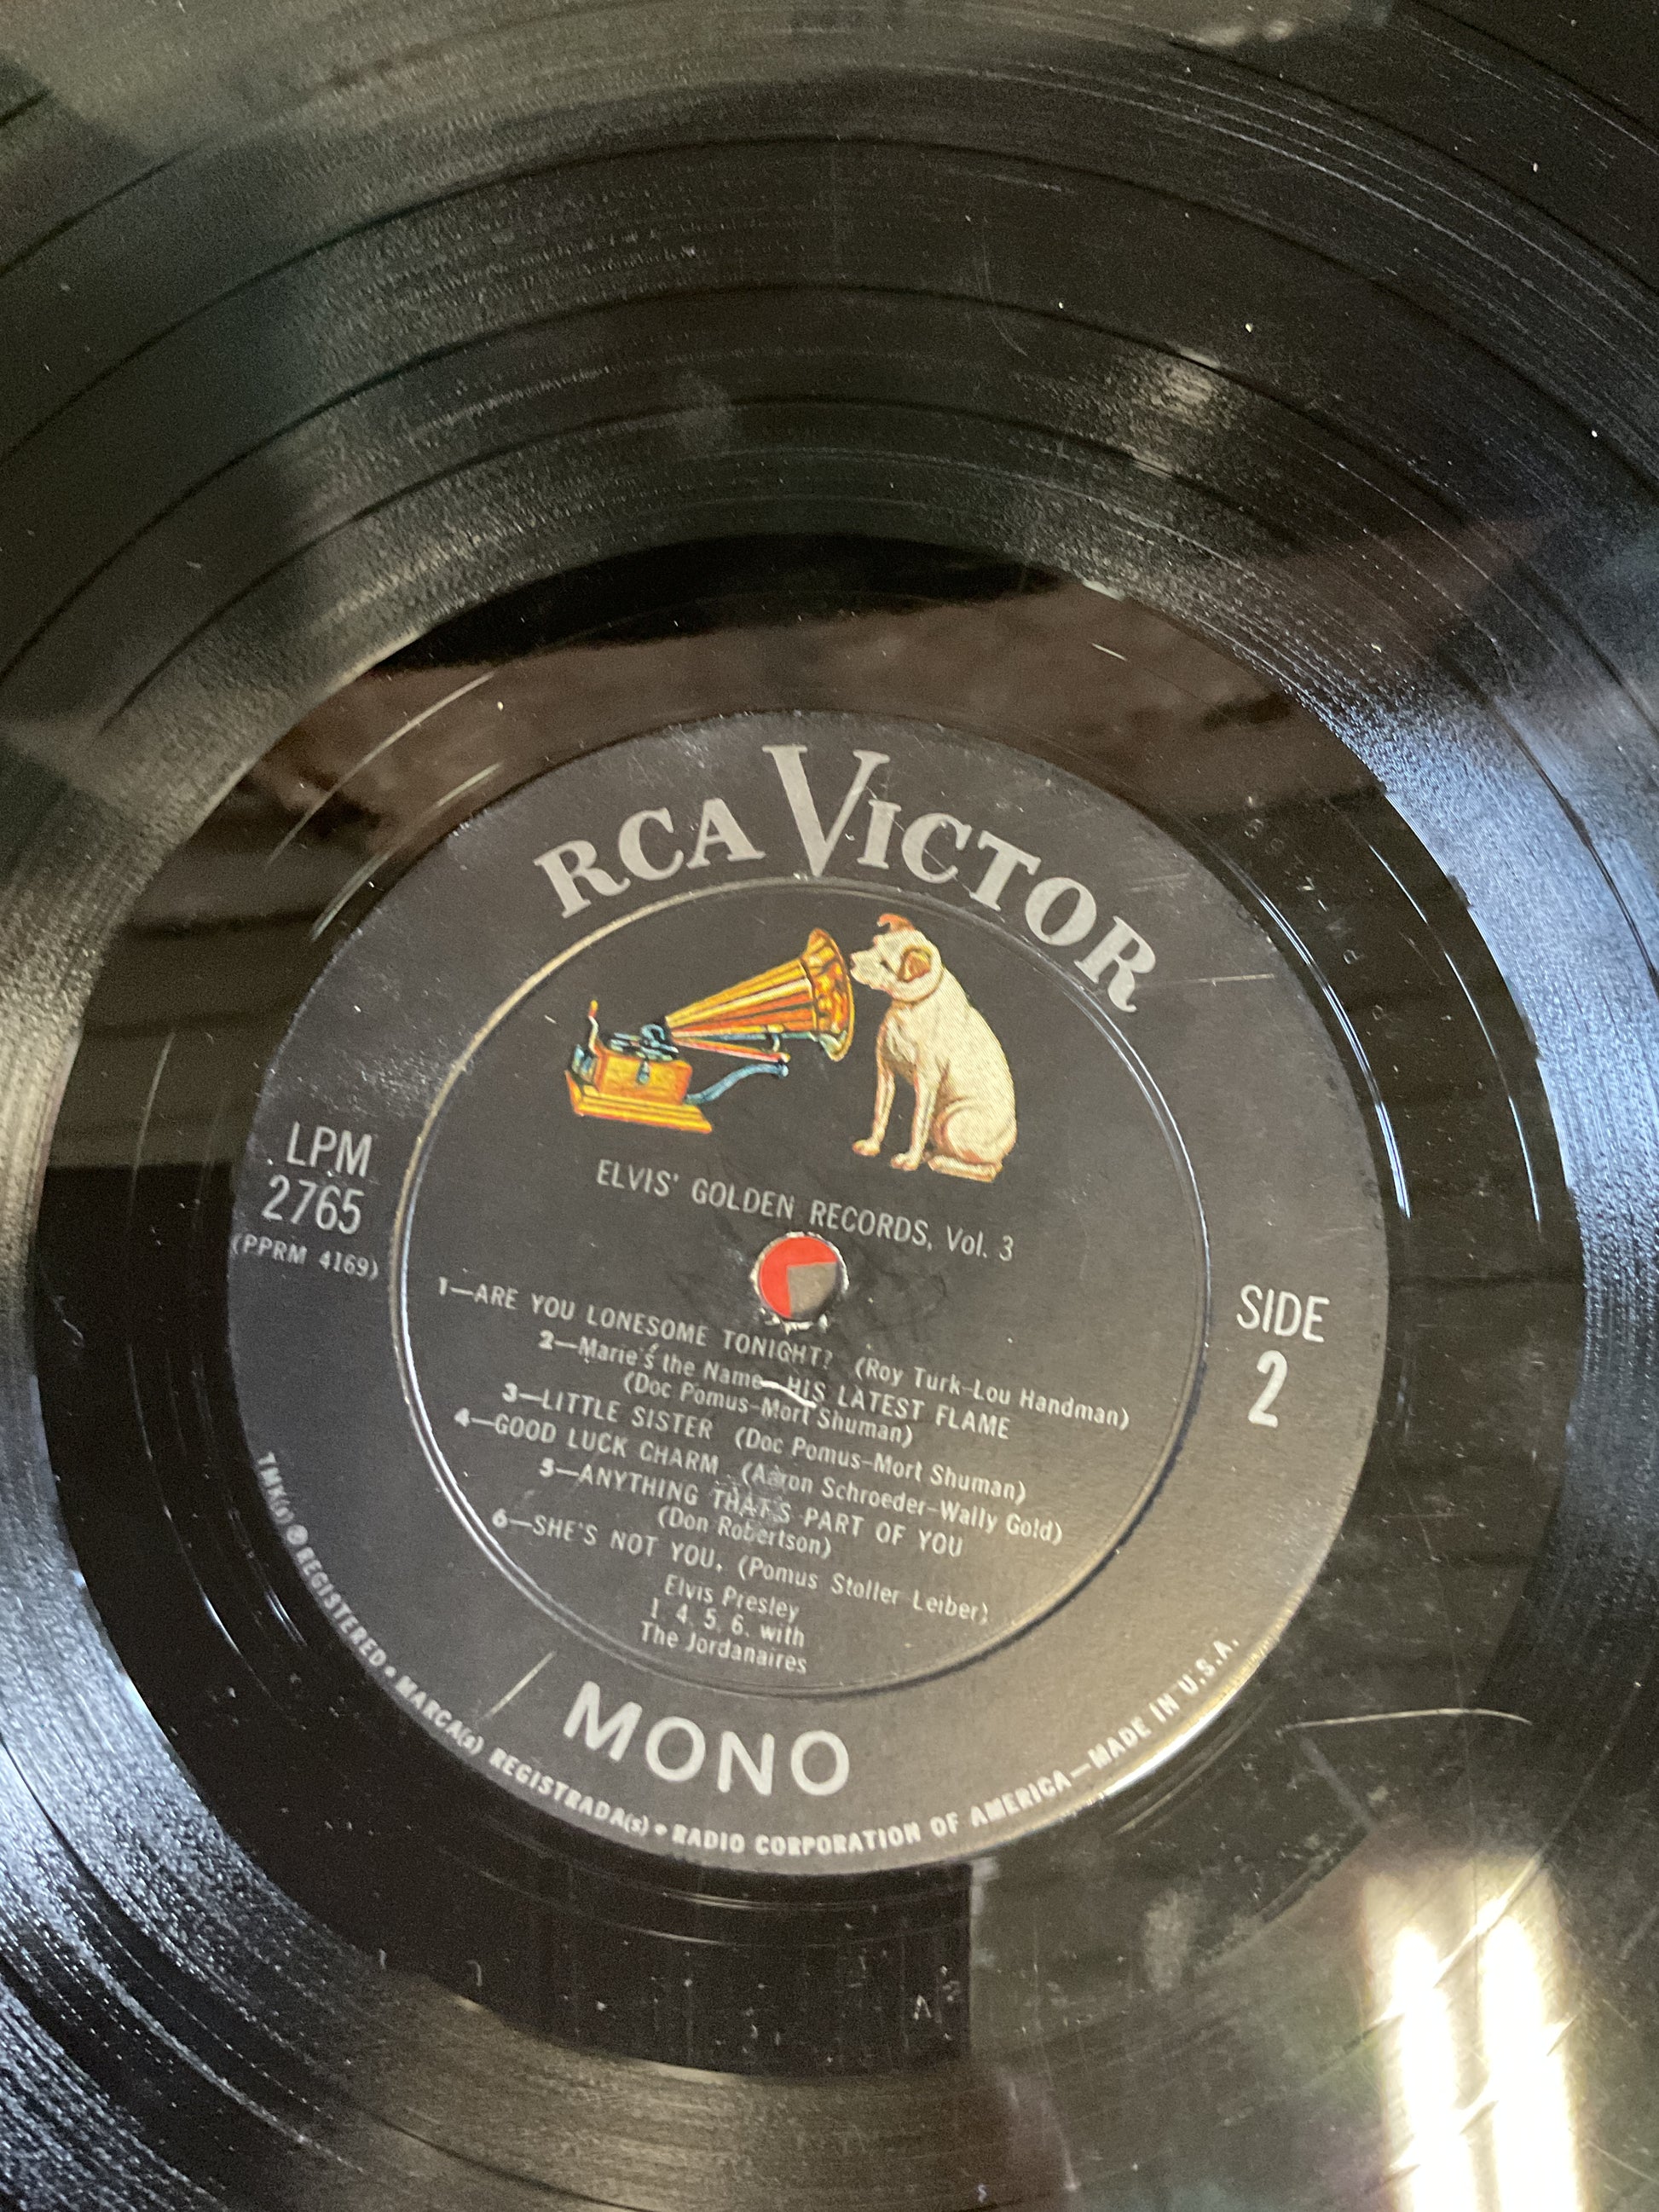 RCA VICTOR
LPM
2765
(PPRM 4169)
ELVIS' GOLDEN RECORDS, Vol. 3
SIDE
2
1—ARE YOU LONESOME TONIGHT? (Roy Turk-Lou Handman)
2—Marie's the Name—HIS LATEST FLAME
(Doc Pomus-Mort Shuman)
3—LITTLE SISTER (Doc Pomus-Mort Shuman)
4—GOOD LUCK CHARM (Aaron Schroeder-Wally Gold)
5—ANYTHING THAT'S PART OF YOU
(Don Robertson)
6—SHE'S NOT YOU, (Pomus Stoller Leiber)
Elvis Presley
1, 4, 5, 6, with
The Jordanaires
MONO
TMK(s) ® REGISTERED • MARCA(s) REGISTRADA(s) • RADIO CORPORATION OF AMERICA—MADE IN U.S.A.